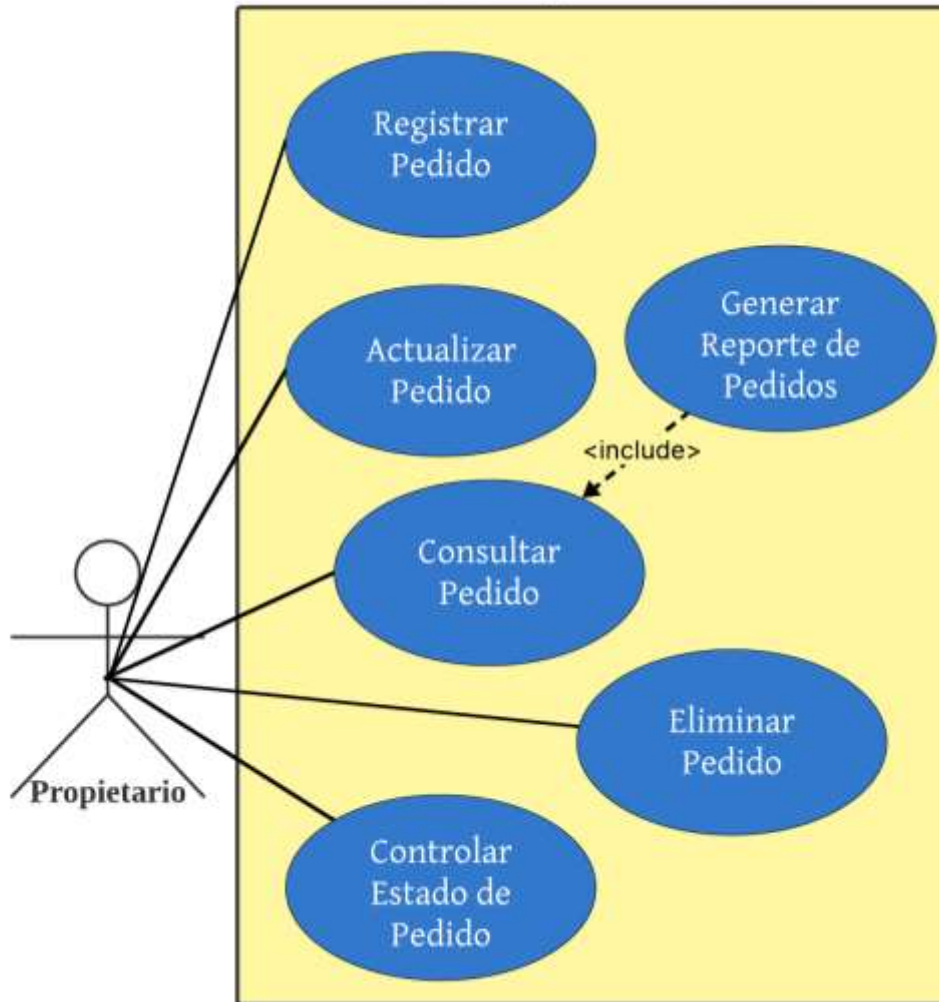 Registrar
Pedido
Generar
Reporte de
Pedidos
Actualizar
Pedido
<include>
Consultar
Pedido
Eliminar
Pedido
Propietario
Controlar
Estado de
Pedido